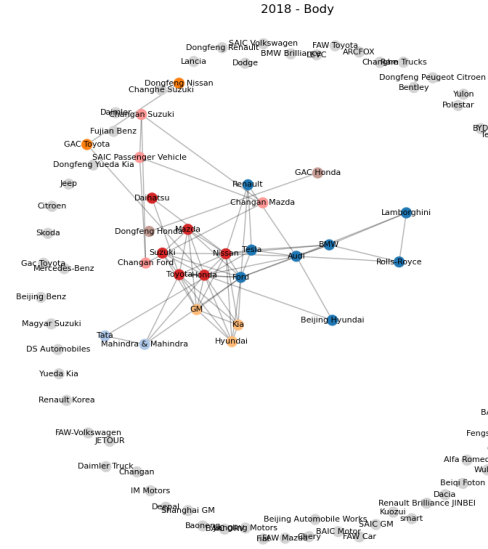 2018 - Body
SAIC Volkswagen
FAW Toyota
Dongfeng Renault
BMW Brilliance
ARCFOX
Lancia
Dodge
Dongfeng Nissan
Dongfeng Peugeot Citroen
Changhe Suzuki
Bentley
Yulon
Polestar
Daimler
Changan Suzuki
Fujian Benz
BYD
GAC Toyota
SAIC Passenger Vehicle
Dongfeng Yueda Kia
GAC Honda
Jeep
Renault
Daihatsu
Changan Mazda
Citroen
Lamborghini
Skoda
Dongfeng Honda
Mazda
BMW
Suzuki
Nissan
Tesla
Audi
Gac Toyota
Changan Ford
Rolls-Royce
Mercedes-Benz
Toyota
Honda
Ford
Beijing Benz
GM
Magyar Suzuki
Kia
Beijing Hyundai
Tata
Mahindra & Mahindra
Hyundai
DS Automobiles
Yueda Kia
Renault Korea
FAW-Volkswagen
JETOUR
Fengs
Alfa Romeo
Daimler Truck
Changan
Beiqi Foton
IM Motors
Dacia
Renault Brilliance JINBEI
Shanghai GM
Kuozui
smart
Beijing Automobile Works
SAIC GM
BAIC Motor
FAW Mazda
Chery
FAW Car